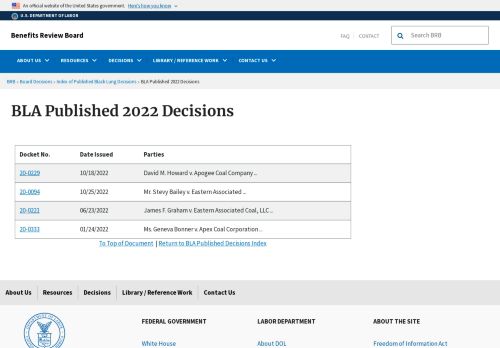 An official website of the United States government. Here's how you know
U.S. DEPARTMENT OF LABOR
Benefits Review Board
FAQ CONTACT
Search BRB
ABOUT US RESOURCES DECISIONS LIBRARY / REFERENCE WORK CONTACT US
BRB » Board Decisions » Index of Published Black Lung Decisions » BLA Published 2022 Decisions
BLA Published 2022 Decisions
Docket No. Date Issued Parties
20-0229 10/18/2022 David M. Howard v. Apogee Coal Company ...
20-0094 10/25/2022 Mr. Stevy Bailey v. Eastern Associated ...
20-0221 06/23/2022 James F. Graham v. Eastern Associated Coal, LLC ...
20-0333 01/24/2022 Ms. Geneva Bonner v. Apex Coal Corporation ...
To Top of Document | Return to BLA Published Decisions Index
About Us Resources Decisions Library / Reference Work Contact Us
FEDERAL GOVERNMENT LABOR DEPARTMENT ABOUT THE SITE
White House About DOL Freedom of Information Act